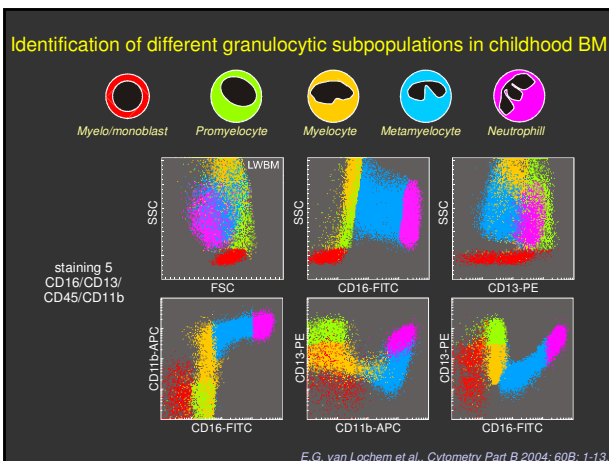 Identification of different granulocytic subpopulations in childhood BM
Myelo/monoblast
Promyelocyte
Myelocyte
Metamyelocyte
Neutrophill
LWBM
SSC
SSC
SSC
FSC
CD16-FITC
CD13-PE
staining 5
CD16/CD13/
CD45/CD11b
CD11b-APC
CD13-PE
CD13-PE
CD16-FITC
CD11b-APC
CD16-FITC
E.G. van Lochem et al., Cytometry Part B 2004; 60B: 1-13.